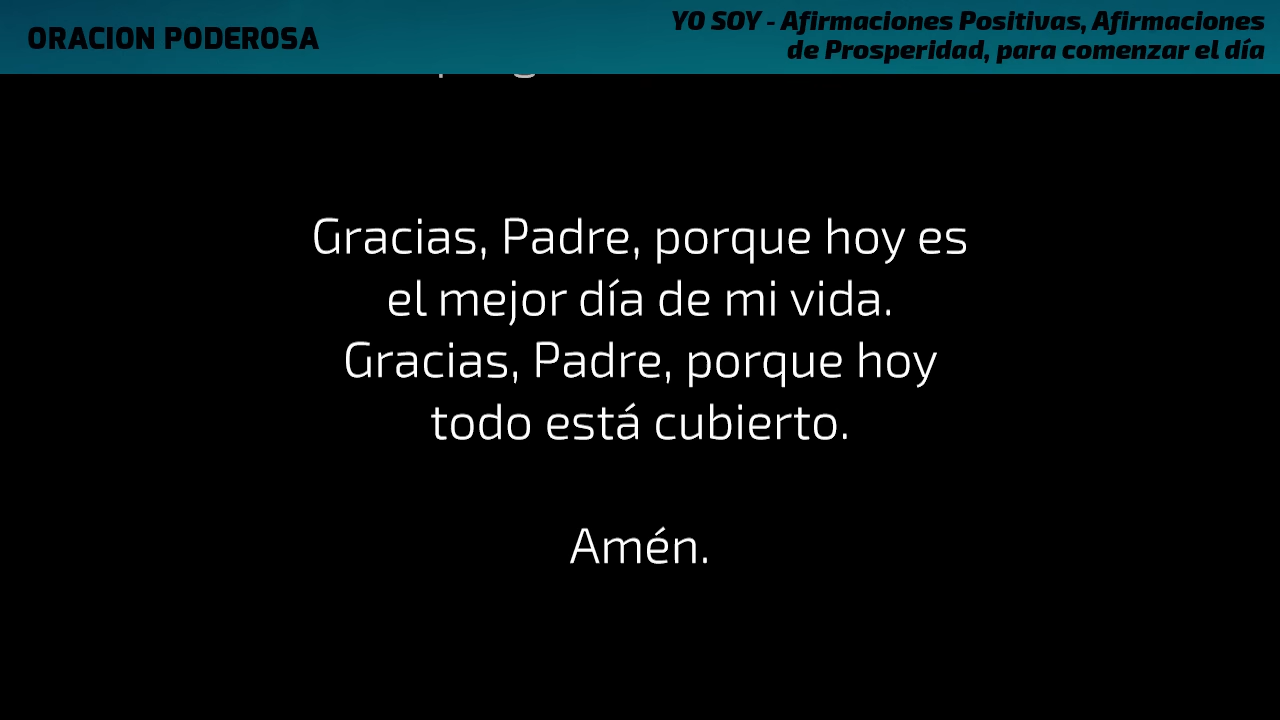 ORACION PODEROSA
YO SOY - Afirmaciones Positivas, Afirmaciones
de Prosperidad, para comenzar el día
Gracias, Padre, porque hoy es
el mejor día de mi vida.
Gracias, Padre, porque hoy
todo está cubierto.
Amén.